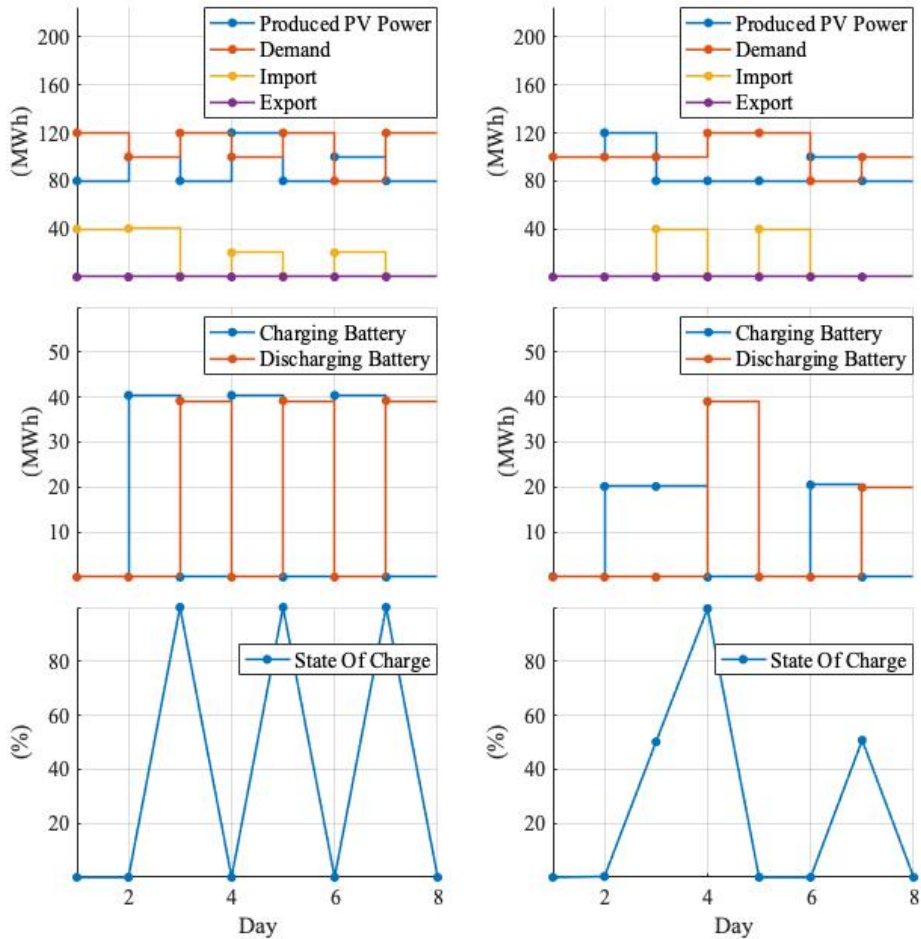 Produced PV Power
Demand
Import
Export
200
160
120
80
40
(MWh)
Produced PV Power
Demand
Import
Export
200
160
120
80
40
(MWh)
Charging Battery
Discharging Battery
50
40
30
20
10
(MWh)
Charging Battery
Discharging Battery
50
40
30
20
10
(MWh)
State Of Charge
80
60
40
20
(%)
2 4 6 8
Day
State Of Charge
80
60
40
20
(%)
2 4 6 8
Day